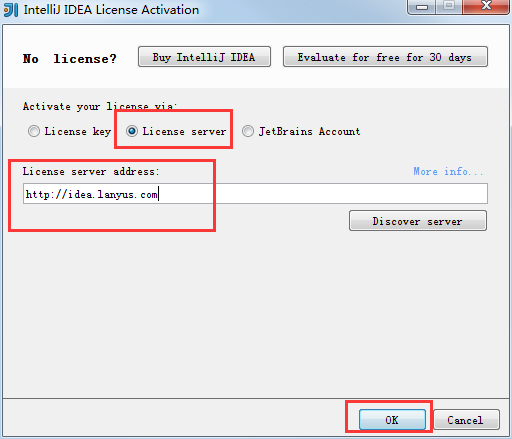 IntelliJ IDEA License Activation
No license?
Buy IntelliJ IDEA
Evaluate for free for 30 days
Activate your license via:
License key
License server
JetBrains Account
License server address:
More info...
http://idea.lanyus.com
Discover server
OK
Cancel